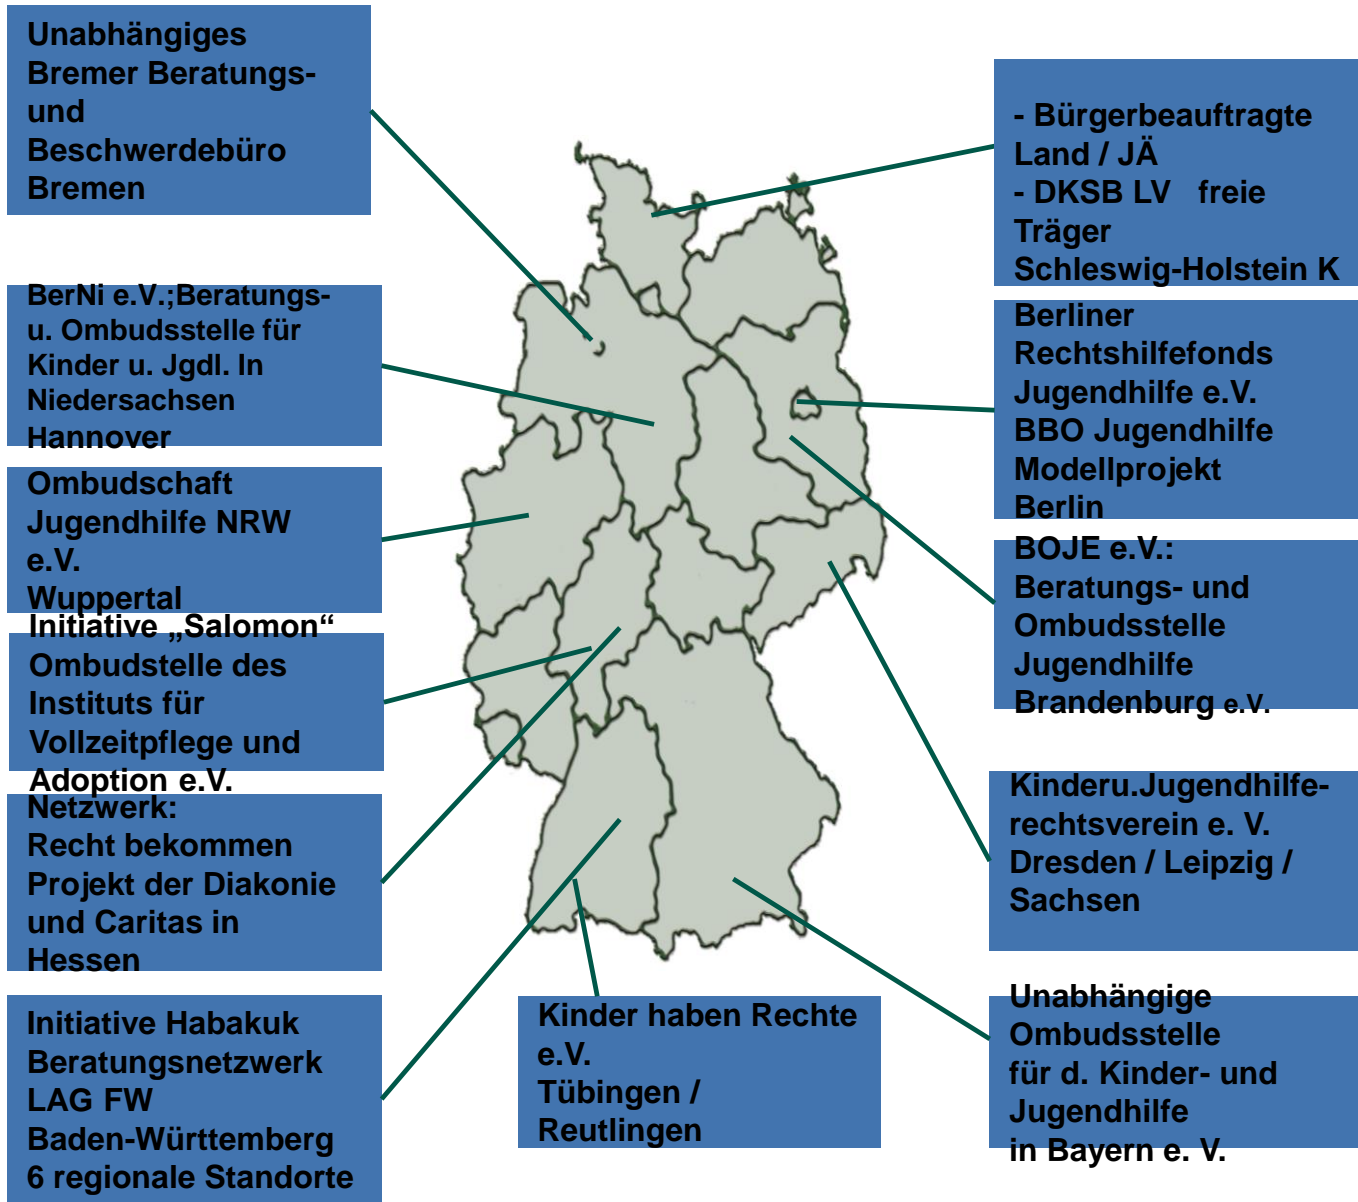 Unabhängiges
Bremer Beratungs-
und
Beschwerdebüro
Bremen
BerNi e.V.;Beratungs-
u. Ombudsstelle für
Kinder u. Jgdl. In
Niedersachsen
Hannover
Ombudschaft
Jugendhilfe NRW
e.V.
Wuppertal
Initiative „Salomon“
Ombudstelle des
Instituts für
Vollzeitpflege und
Adoption e.V.
Netzwerk:
Recht bekommen
Projekt der Diakonie
und Caritas in
Hessen
Initiative Habakuk
Beratungsnetzwerk
LAG FW
Baden-Württemberg
6 regionale Standorte
Kinder haben Rechte
e.V.
Tübingen /
Reutlingen
- Bürgerbeauftragte
Land / JÄ
- DKSB LV freie
Träger
Schleswig-Holstein K
Berliner
Rechtshilfefonds
Jugendhilfe e.V.
BBO Jugendhilfe
Modellprojekt
Berlin
BOJE e.V.:
Beratungs- und
Ombudsstelle
Jugendhilfe
Brandenburg e.V.
Kinderu.Jugendhilfe-
rechtsverein e. V.
Dresden / Leipzig /
Sachsen
Unabhängige
Ombudsstelle
für d. Kinder- und
Jugendhilfe
in Bayern e. V.